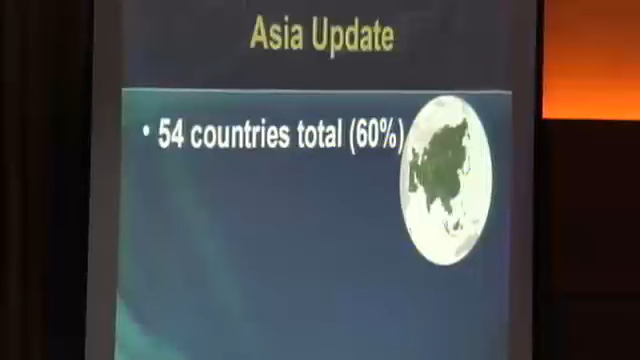 Asia Update
• 54 countries total (60%)